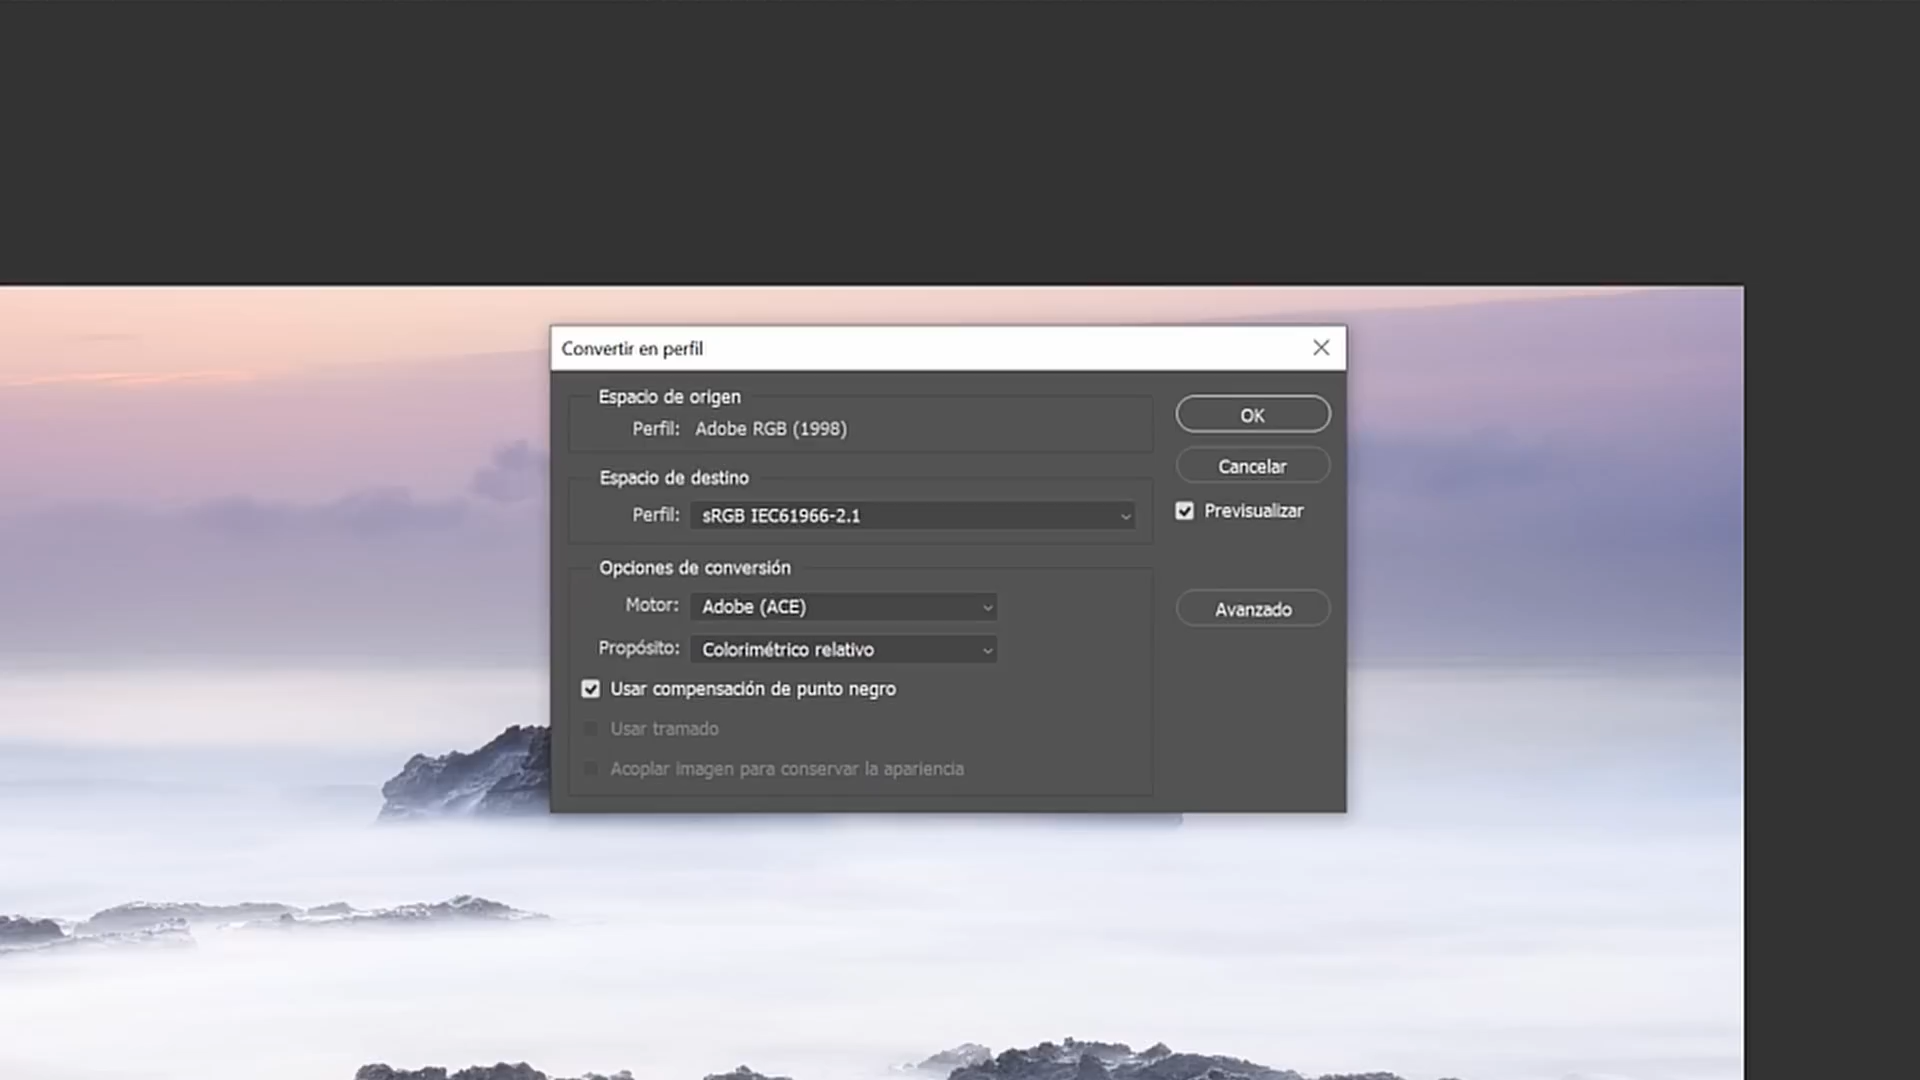 Convertir en perfil
Espacio de origen
Perfil: Adobe RGB (1998)
OK
Espacio de destino
Cancelar
Perfil: sRGB IEC61966-2.1
Previsualizar
Opciones de conversión
Motor: Adobe (ACE)
Avanzado
Propósito: Colorimétrico relativo
Usar compensación de punto negro
Usar tramado
Acoplar imagen para conservar la apariencia